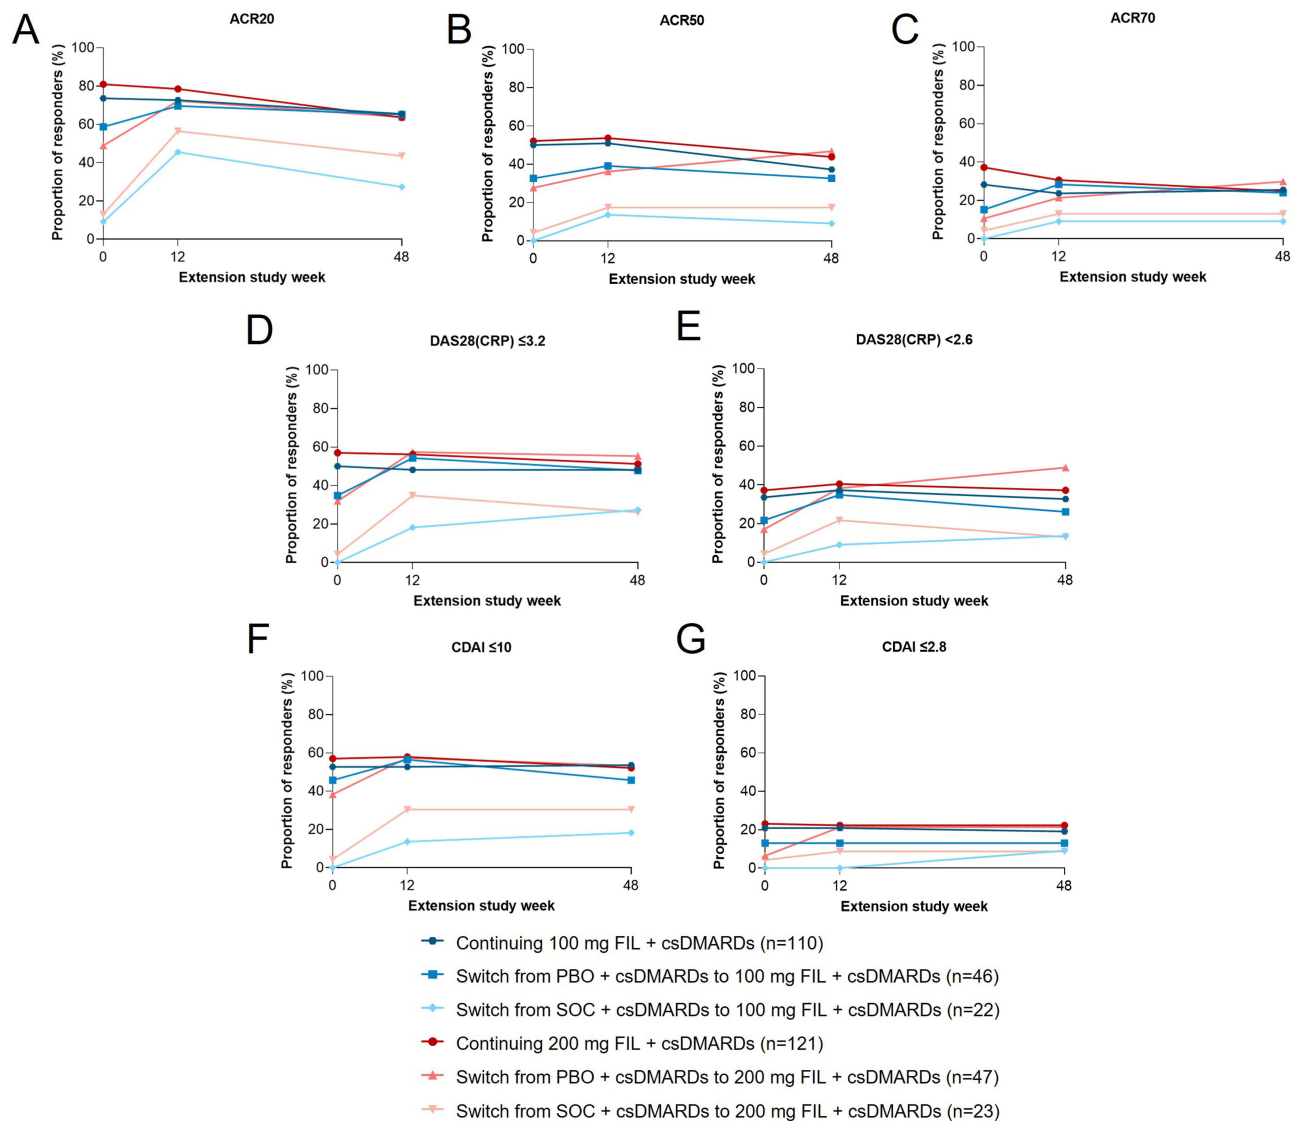 A
ACR20
Proportion of responders (%)
100
80
60
40
20
0
0 12 48
Extension study week
B
ACR50
Proportion of responders (%)
100
80
60
40
20
0
0 12 48
Extension study week
C
ACR70
Proportion of responders (%)
100
80
60
40
20
0
0 12 48
Extension study week
D
DAS28(CRP) ≤3.2
Proportion of responders (%)
100
80
60
40
20
0
0 12 48
Extension study week
E
DAS28(CRP) <2.6
Proportion of responders (%)
100
80
60
40
20
0
0 12 48
Extension study week
F
CDAI ≤10
Proportion of responders (%)
100
80
60
40
20
0
0 12 48
Extension study week
G
CDAI ≤2.8
Proportion of responders (%)
100
80
60
40
20
0
0 12 48
Extension study week
Continuing 100 mg FIL + csDMARDs (n=110)
Switch from PBO + csDMARDs to 100 mg FIL + csDMARDs (n=46)
Switch from SOC + csDMARDs to 100 mg FIL + csDMARDs (n=22)
Continuing 200 mg FIL + csDMARDs (n=121)
Switch from PBO + csDMARDs to 200 mg FIL + csDMARDs (n=47)
Switch from SOC + csDMARDs to 200 mg FIL + csDMARDs (n=23)